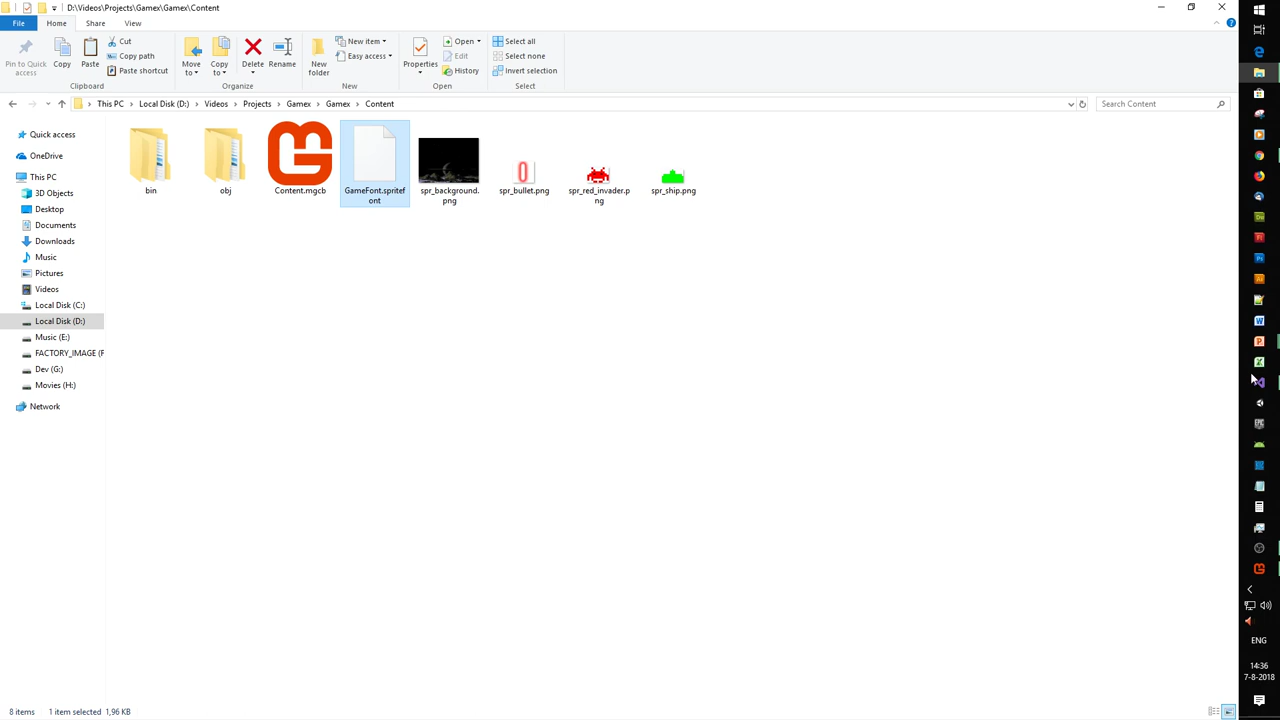 D:\Videos\Projects\Gamex\Gamex\Content
File Home Share View
Pin to Quick access
Copy
Paste
Cut
Copy path
Paste shortcut
Clipboard
Move to
Copy to
Delete
Rename
Organize
New folder
New item
Easy access
New
Properties
Open
Edit
History
Open
Select all
Select none
Invert selection
Select
This PC Local Disk (D:) Videos Projects Gamex Gamex Content
Search Content
Quick access
OneDrive
This PC
3D Objects
Desktop
Documents
Downloads
Music
Pictures
Videos
Local Disk (C:)
Local Disk (D:)
Music (E:)
FACTORY_IMAGE (F
Dev (G:)
Movies (H:)
Network
bin
obj
Content.mgcb
GameFont.spritef
ont
spr_background.
png
spr_bullet.png
spr_red_invader.p
ng
spr_ship.png
ENG
14:36
7-8-2018
8 items 1 item selected 1,96 KB